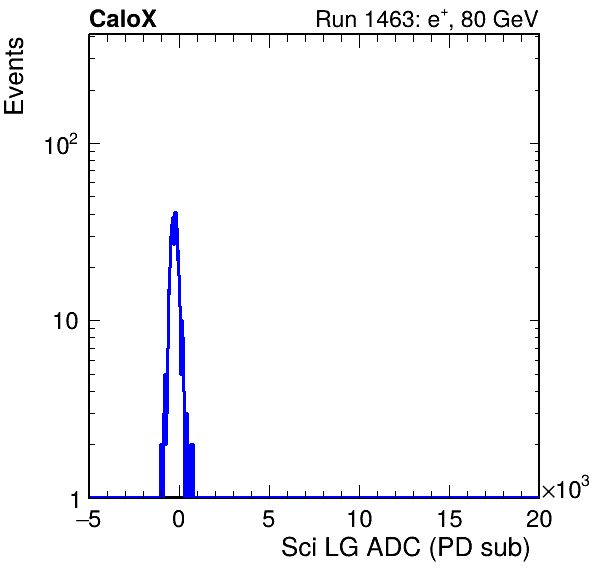 CaloX Run 1463: e⁺, 80 GeV
Events
10²
10
1
−5 0 5 10 15 20 ×10³
Sci LG ADC (PD sub)